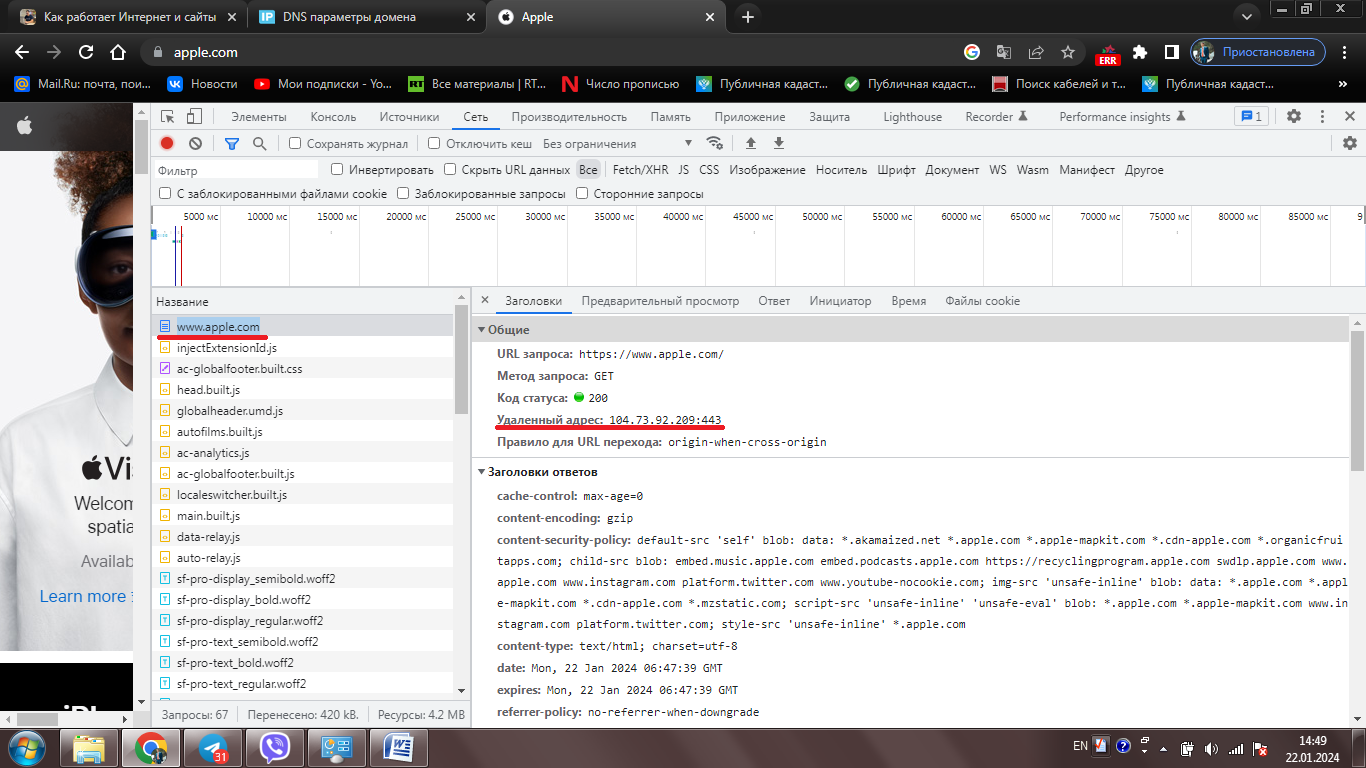 Как работает Интернет и сайты
DNS параметры домена
Apple
apple.com
ERR
Приостановлена
Mail.Ru: почта, пои...
Новости
Мои подписки - Yo...
Все материалы | RT...
Число прописью
Публичная кадаст...
Публичная кадаст...
Поиск кабелей и т...
Публичная кадаст...
»
Элементы Консоль Источники Сеть Производительность Память Приложение Защита Lighthouse Recorder Performance insights 1
Сохранять журнал Отключить кеш Без ограничения
Фильтр Инвертировать Скрыть URL данных Все Fetch/XHR JS CSS Изображение Носитель Шрифт Документ WS Wasm Манифест Другое
С заблокированными файлами cookie Заблокированные запросы Сторонние запросы
5000 мс 10000 мс 15000 мс 20000 мс 25000 мс 30000 мс 35000 мс 40000 мс 45000 мс 50000 мс 55000 мс 60000 мс 65000 мс 70000 мс 75000 мс 80000 мс 85000 мс 9
Название
www.apple.com
injectExtensionId.js
ac-globalfooter.built.css
head.built.js
globalheader.umd.js
autofilms.built.js
ac-analytics.js
ac-globalfooter.built.js
localeswitcher.built.js
main.built.js
data-relay.js
auto-relay.js
sf-pro-display_semibold.woff2
sf-pro-display_bold.woff2
sf-pro-display_regular.woff2
sf-pro-text_semibold.woff2
sf-pro-text_bold.woff2
sf-pro-text_regular.woff2
Запросы: 67 Перенесено: 420 kB. Ресурсы: 4.2 MB
Заголовки Предварительный просмотр Ответ Инициатор Время Файлы cookie
Общие
URL запроса: https://www.apple.com/
Метод запроса: GET
Код статуса: 200
Удаленный адрес: 104.73.92.209:443
Правило для URL перехода: origin-when-cross-origin
Заголовки ответов
cache-control: max-age=0
content-encoding: gzip
content-security-policy: default-src 'self' blob: data: *.akamaized.net *.apple.com *.apple-mapkit.com *.cdn-apple.com *.organicfrui
tapps.com; child-src blob: embed.music.apple.com embed.podcasts.apple.com https://recyclingprogram.apple.com swdlp.apple.com www.
apple.com www.instagram.com platform.twitter.com www.youtube-nocookie.com; img-src 'unsafe-inline' blob: data: *.apple.com *.appl
e-mapkit.com *.cdn-apple.com *.mzstatic.com; script-src 'unsafe-inline' 'unsafe-eval' blob: *.apple.com *.apple-mapkit.com www.in
stagram.com platform.twitter.com; style-src 'unsafe-inline' *.apple.com
content-type: text/html; charset=utf-8
date: Mon, 22 Jan 2024 06:47:39 GMT
expires: Mon, 22 Jan 2024 06:47:39 GMT
referrer-policy: no-referrer-when-downgrade
Vis
Welcom
spatia
Availab
Learn more
31
EN
14:49
22.01.2024